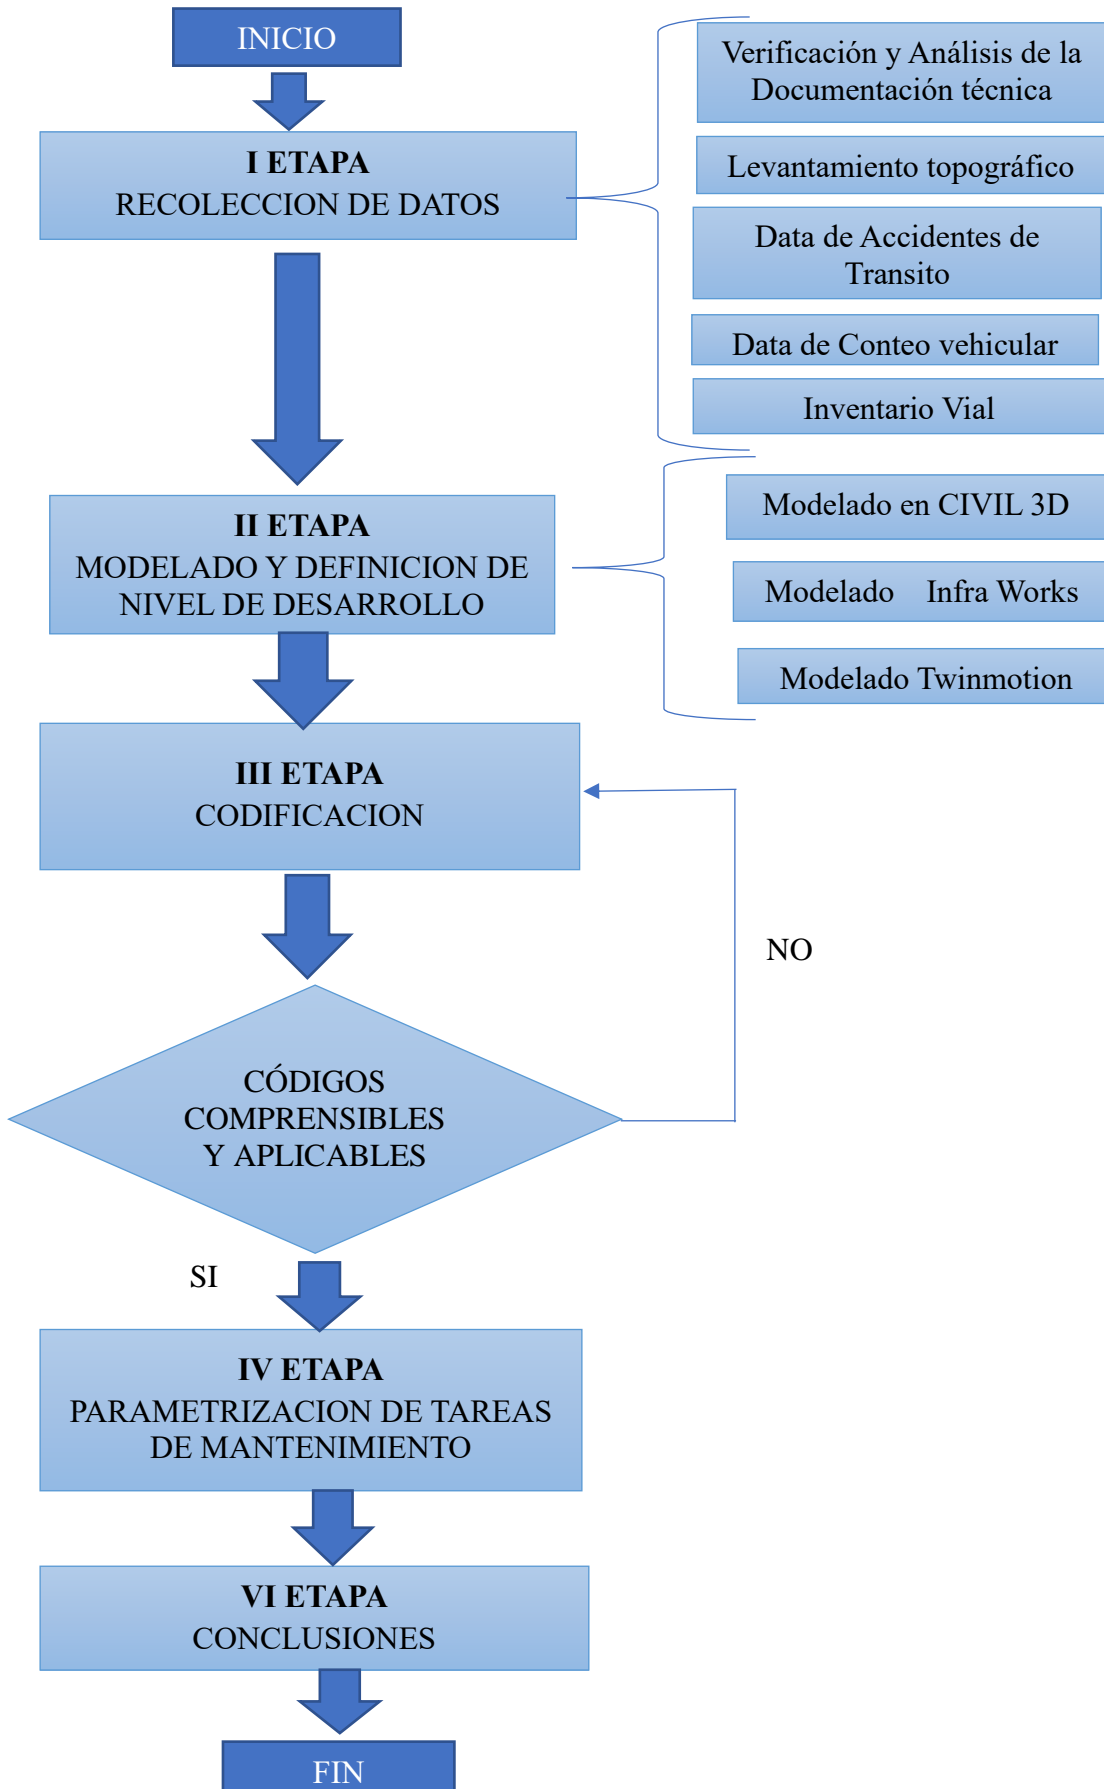 INICIO
I ETAPA
RECOLECCION DE DATOS
Verificación y Análisis de la
Documentación técnica
Levantamiento topográfico
Data de Accidentes de
Transito
Data de Conteo vehicular
Inventario Vial
II ETAPA
MODELADO Y DEFINICION DE
NIVEL DE DESARROLLO
Modelado en CIVIL 3D
Modelado Infra Works
Modelado Twinmotion
III ETAPA
CODIFICACION
NO
CÓDIGOS
COMPRENSIBLES
Y APLICABLES
SI
IV ETAPA
PARAMETRIZACION DE TAREAS
DE MANTENIMIENTO
VI ETAPA
CONCLUSIONES
FIN